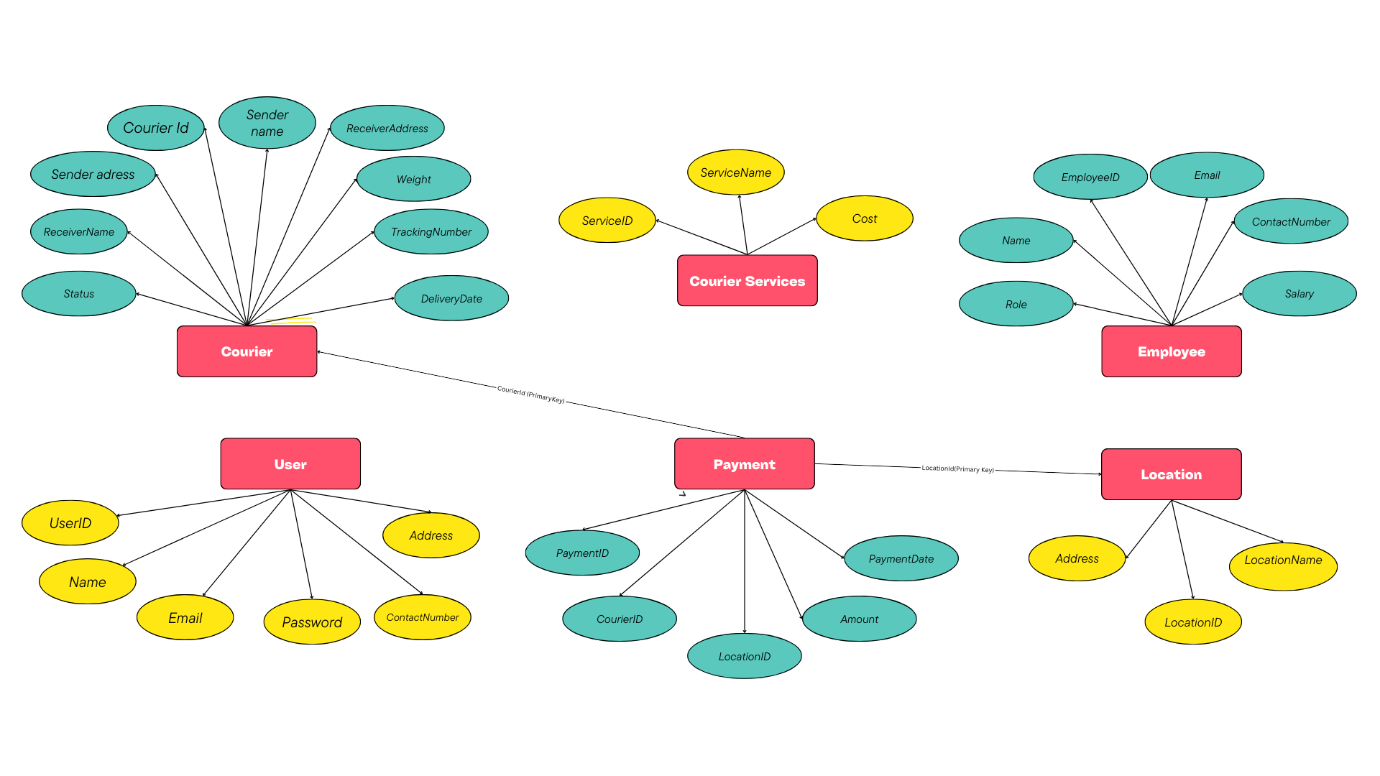 Courier Id
Sender
name
ReceiverAddress
Sender adress
Weight
ReceiverName
TrackingNumber
Status
DeliveryDate
Courier
ServiceName
ServiceID
Cost
Courier Services
EmployeeID
Email
Name
ContactNumber
Role
Salary
Employee
CourierId (PrimaryKey)
User
Payment
LocationId(Primary Key)
Location
UserID
Address
Name
Email
Password
ContactNumber
PaymentID
PaymentDate
CourierID
Amount
LocationID
Address
LocationName
LocationID